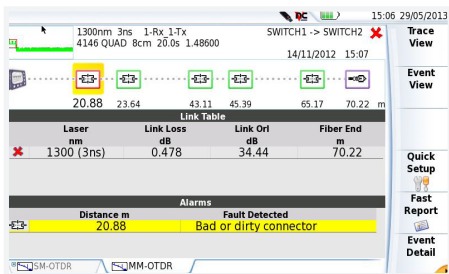 15:06 29/05/2013
1300nm 3ns 1-Rx_1-Tx SWITCH1 -> SWITCH2
4146 QUAD 8cm 20.0s 1.48600
14/11/2012 15:07
Trace View
Event View
20.88 23.64 43.11 45.39 65.17 70.22 m
Link Table
Laser Link Loss Link Orl Fiber End
nm dB dB m
1300 (3ns) 0.478 34.44 70.22
Quick Setup
Alarms
Distance m Fault Detected
20.88 Bad or dirty connector
Fast Report
Event Detail
SM-OTDR MM-OTDR